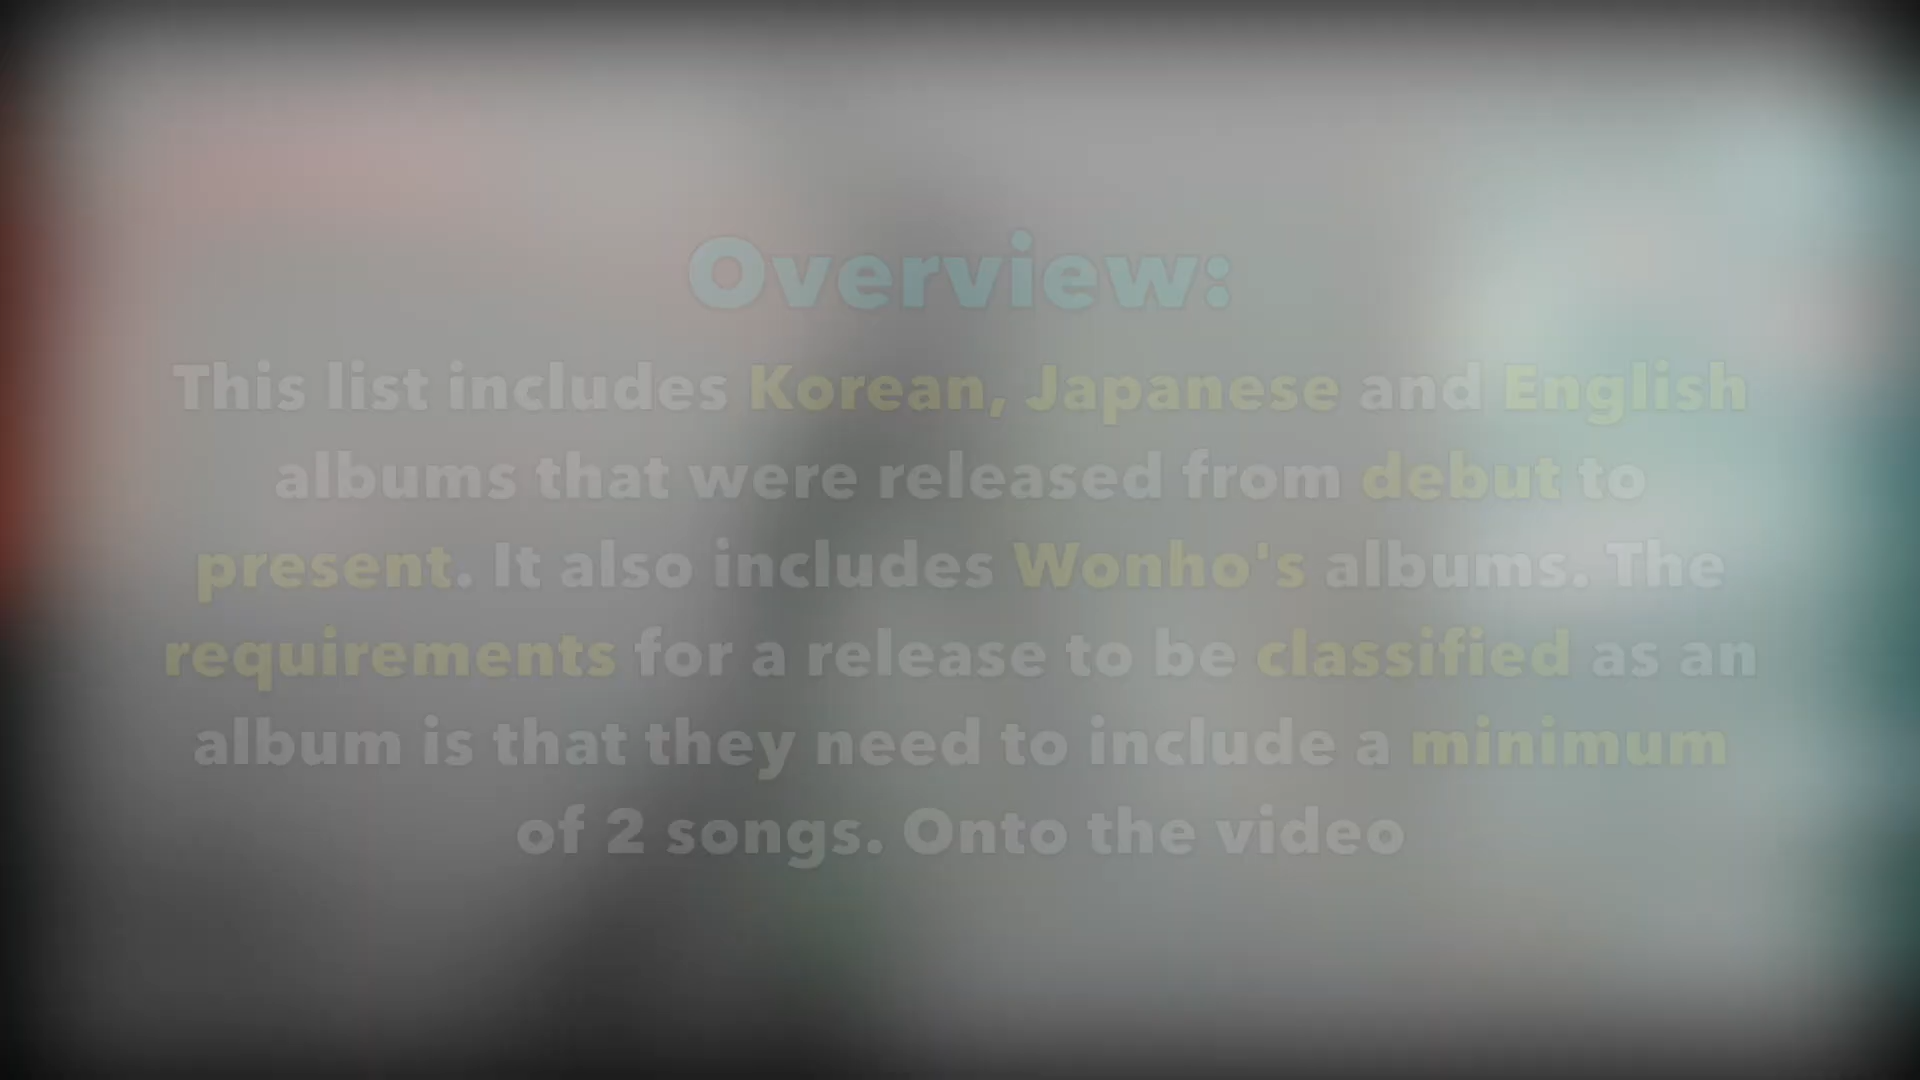 Overview:
This list includes Korean, Japanese and English
albums that were released from debut to
present. It also includes Wonho's albums. The
requirements for a release to be classified as an
album is that they need to include a minimum
of 2 songs. Onto the video